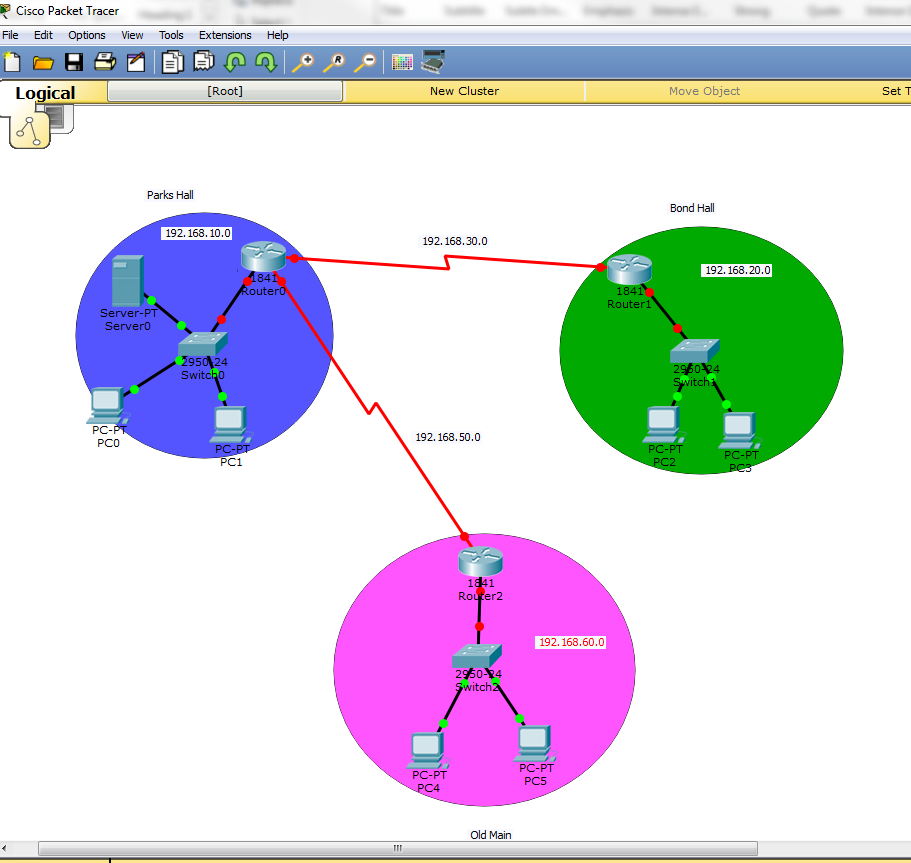 Cisco Packet Tracer
File Edit Options View Tools Extensions Help
Logical
[Root]
New Cluster
Move Object
Set T
Parks Hall
192.168.10.0
1841
Router0
Server-PT
Server0
2950-24
Switch0
PC-PT
PC0
PC-PT
PC1
192.168.30.0
192.168.50.0
Bond Hall
192.168.20.0
1841
Router1
2950-24
Switch1
PC-PT
PC2
PC-PT
PC3
1841
Router2
192.168.60.0
2950-24
Switch2
PC-PT
PC4
PC-PT
PC5
Old Main